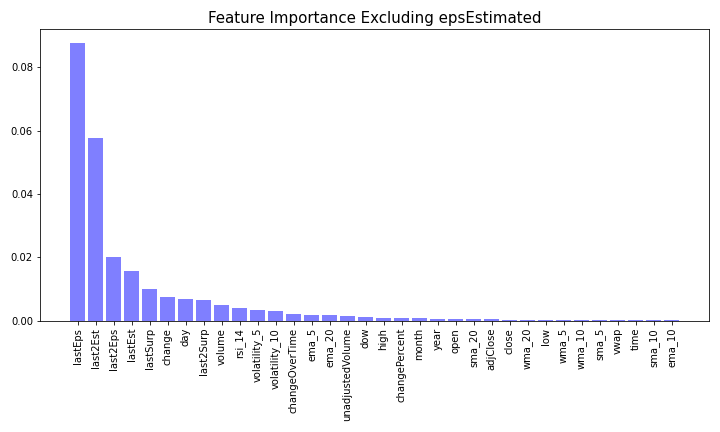 Feature Importance Excluding epsEstimated
0.08
0.06
0.04
0.02
0.00
lastEps
last2Est
last2Eps
lastEst
lastSurp
change
day
last2Surp
volume
rsi_14
volatility_5
volatility_10
changeOverTime
ema_5
ema_20
unadjustedVolume
dow
high
changePercent
month
year
open
sma_20
adjClose
close
wma_20
low
wma_5
wma_10
sma_5
vwap
time
sma_10
ema_10